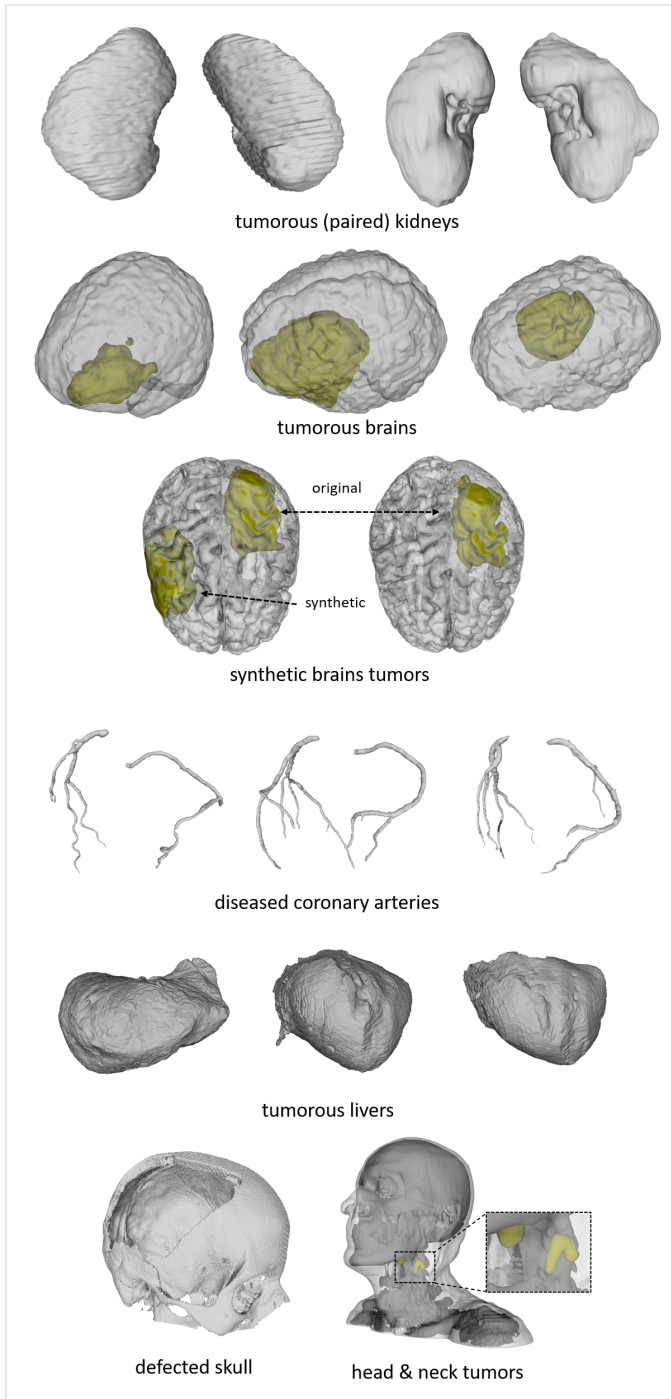 tumorous (paired) kidneys
tumorous brains
original
synthetic
synthetic brains tumors
diseased coronary arteries
tumorous livers
defected skull
head & neck tumors